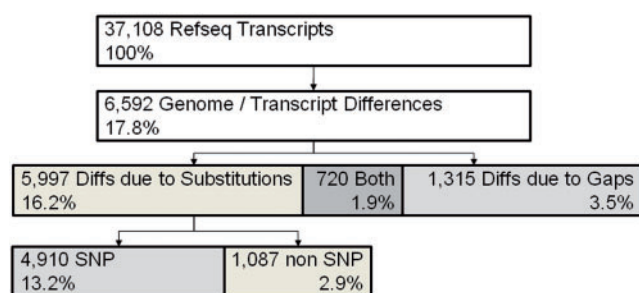 37,108 Refseq Transcripts
100%
6,592 Genome / Transcript Differences
17.8%
5,997 Diffs due to Substitutions
16.2%
720 Both
1.9%
1,315 Diffs due to Gaps
3.5%
4,910 SNP
13.2%
1,087 non SNP
2.9%